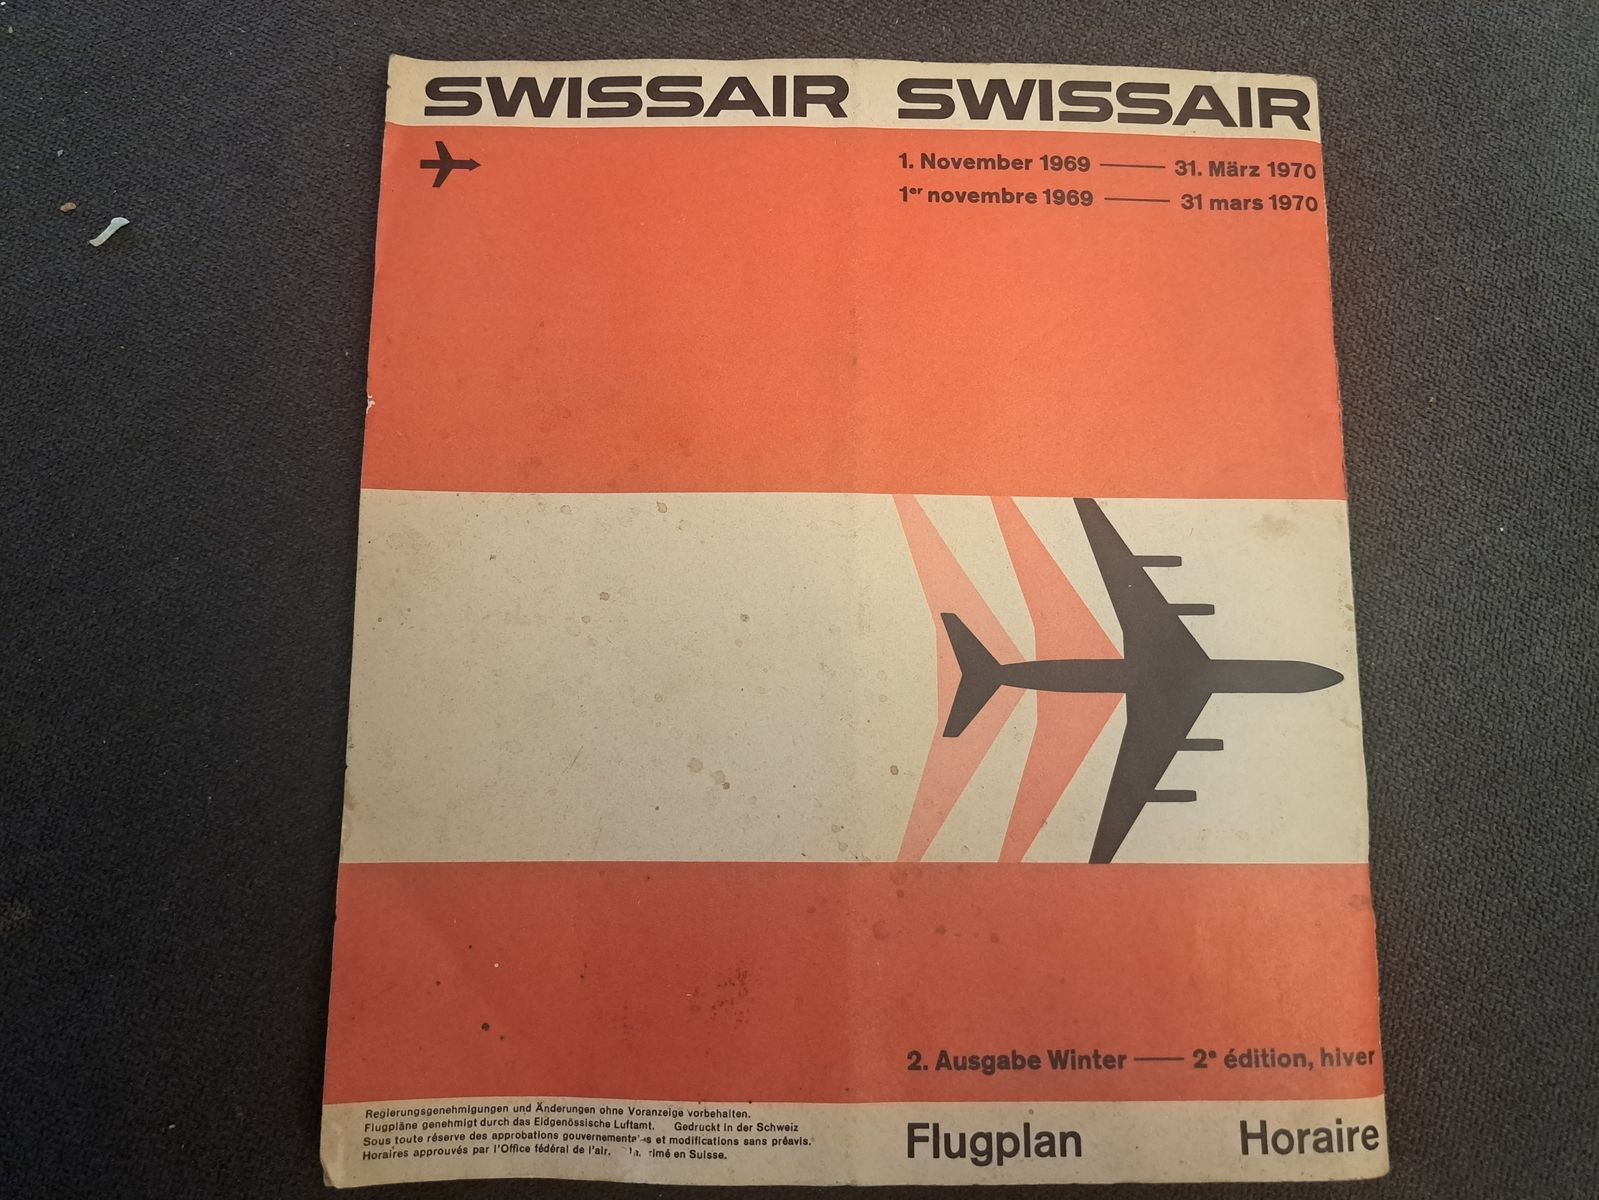 SWISSAIR SWISSAIR
1. November 1969 — 31. März 1970
1er novembre 1969 — 31 mars 1970
2. Ausgabe Winter — 2e édition, hiver
Flugplan Horaire
Regierungsgenehmigungen und Änderungen ohne Voranzeige vorbehalten.
Flugpläne genehmigt durch das Eidgenössische Luftamt. Gedruckt in der Schweiz
Sous toute réserve des approbations et modifications sans préavis.
Horaires approuvés par l'Office fédéral de l'air. en Suisse.